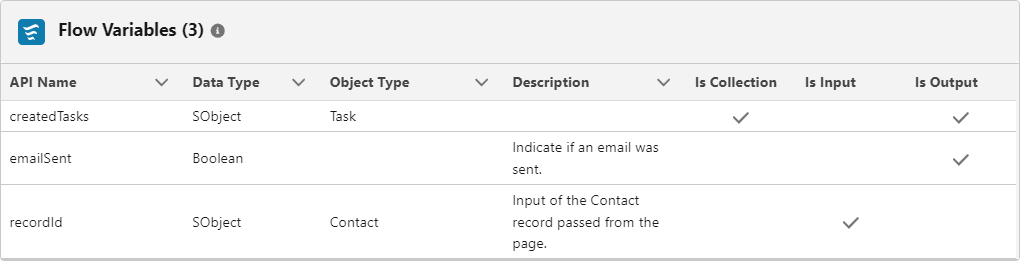 Flow Variables (3)
API Name Data Type Object Type Description Is Collection Is Input Is Output
createdTasks SObject Task
emailSent Boolean Indicate if an email was
sent.
recordId SObject Contact Input of the Contact
record passed from the
page.